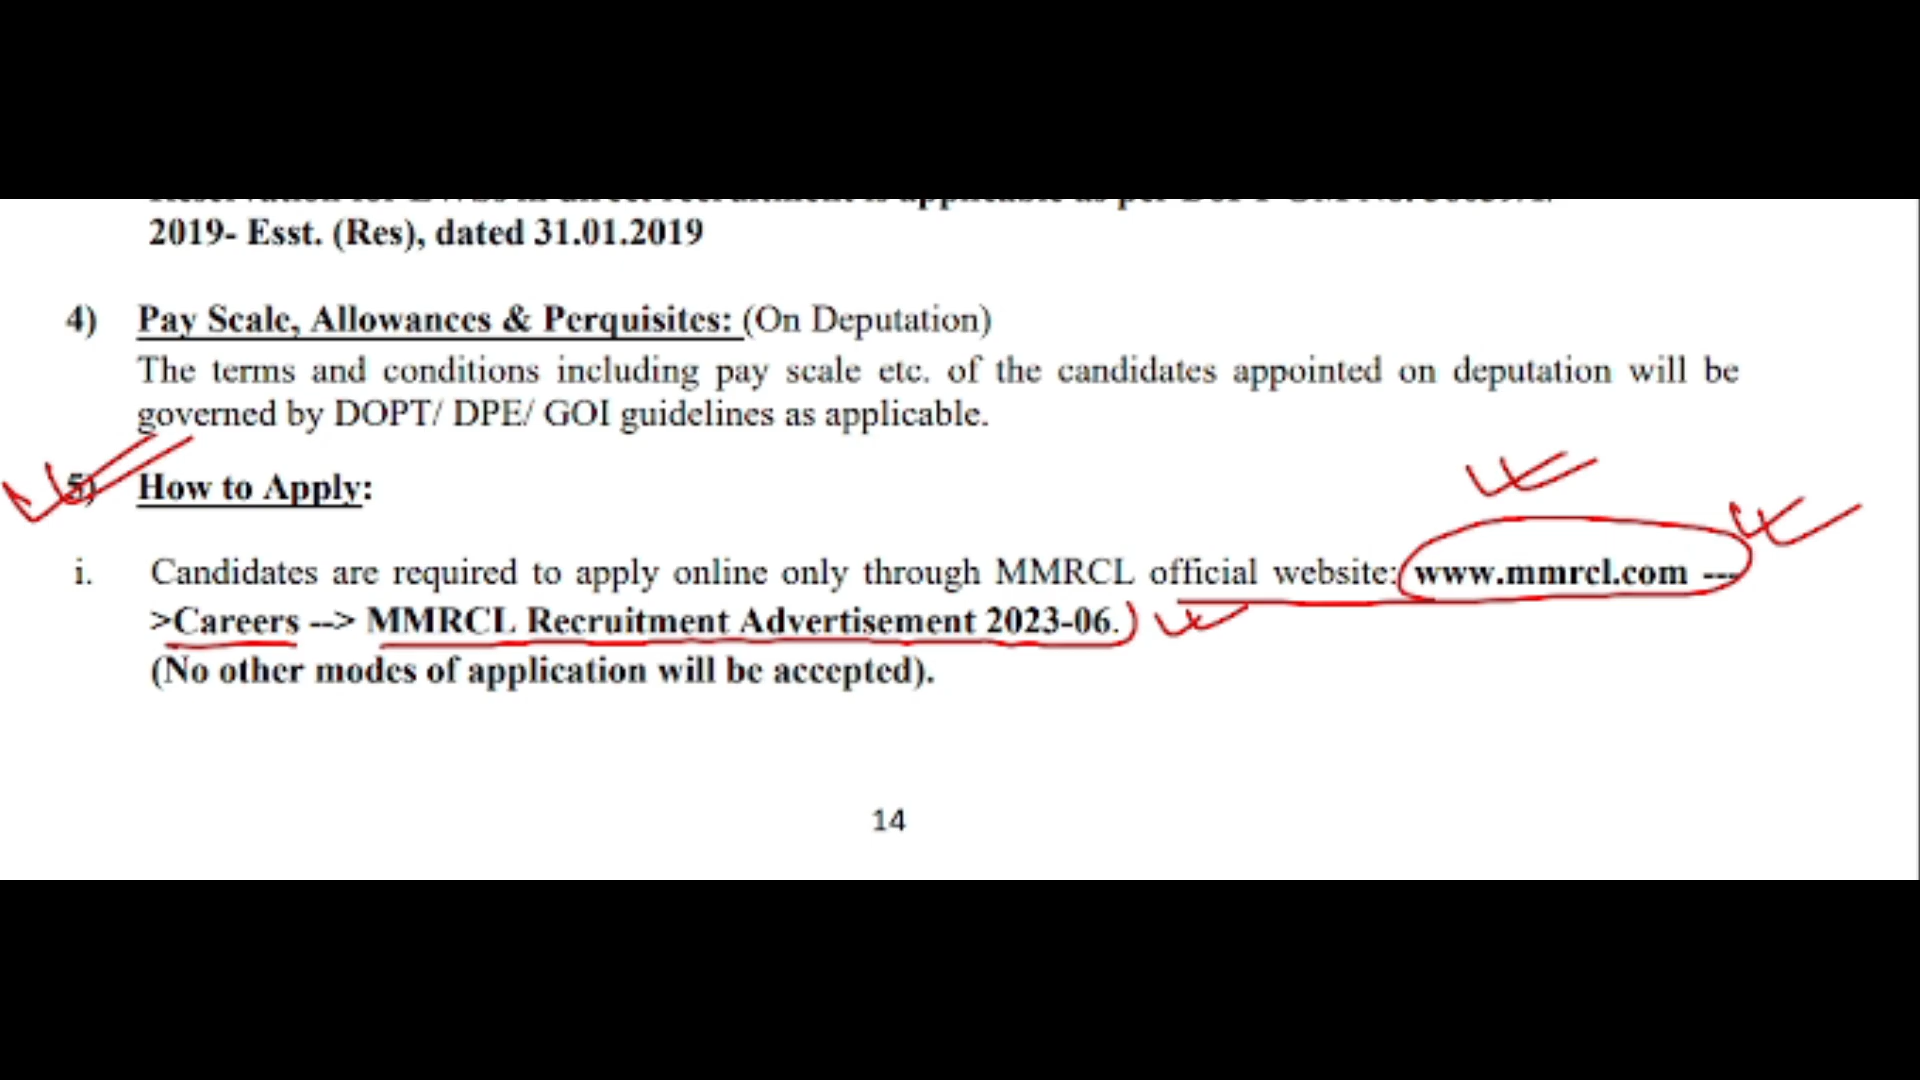 2019- Esst. (Res), dated 31.01.2019
4) Pay Scale, Allowances & Perquisites: (On Deputation)
The terms and conditions including pay scale etc. of the candidates appointed on deputation will be
governed by DOPT/ DPE/ GOI guidelines as applicable.
5) How to Apply:
i. Candidates are required to apply online only through MMRCL official website: www.mmrcl.com ---
>Careers --> MMRCL Recruitment Advertisement 2023-06.
(No other modes of application will be accepted).
14